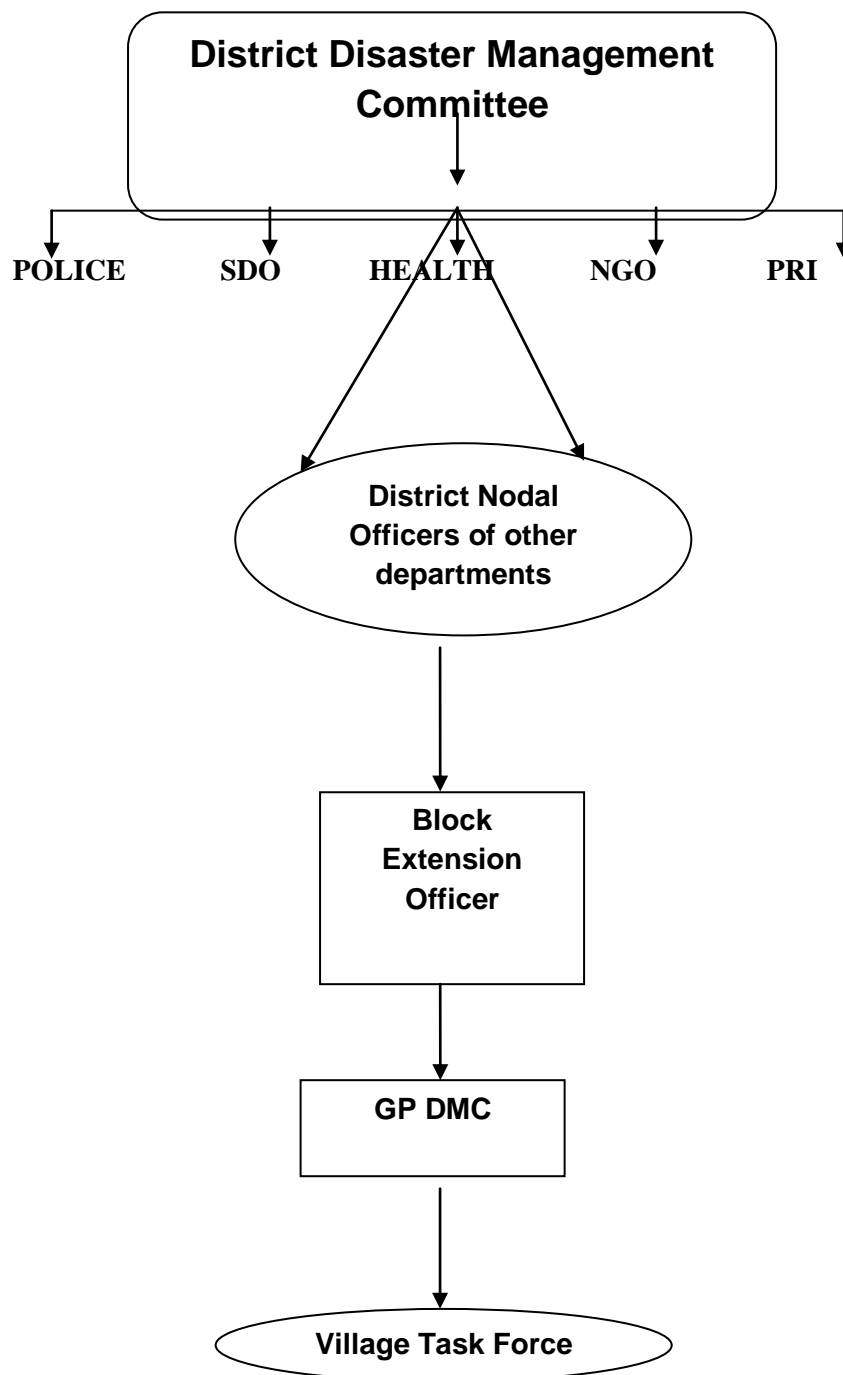 District Disaster Management
Committee
POLICE SDO HEALTH NGO PRI
District Nodal
Officers of other
departments
Block
Extension
Officer
GP DMC
Village Task Force